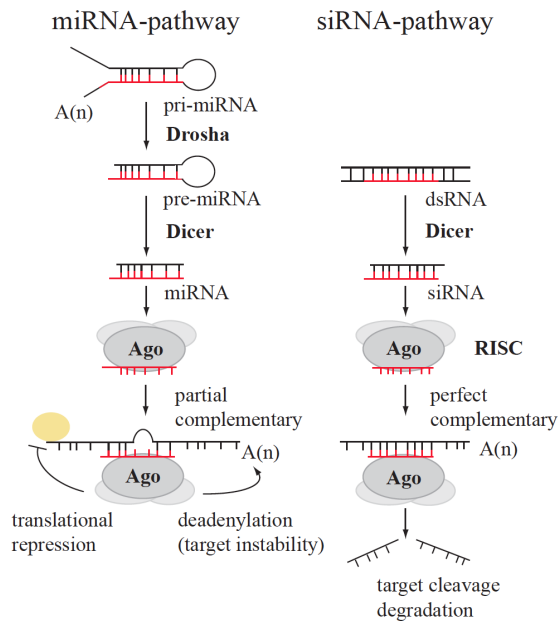 miRNA-pathway
A(n)
pri-miRNA
Drosha
pre-miRNA
Dicer
miRNA
Ago
partial
complementary
A(n)
Ago
translational
repression
deadenylation
(target instability)
siRNA-pathway
dsRNA
Dicer
siRNA
Ago
RISC
perfect
complementary
A(n)
Ago
target cleavage
degradation